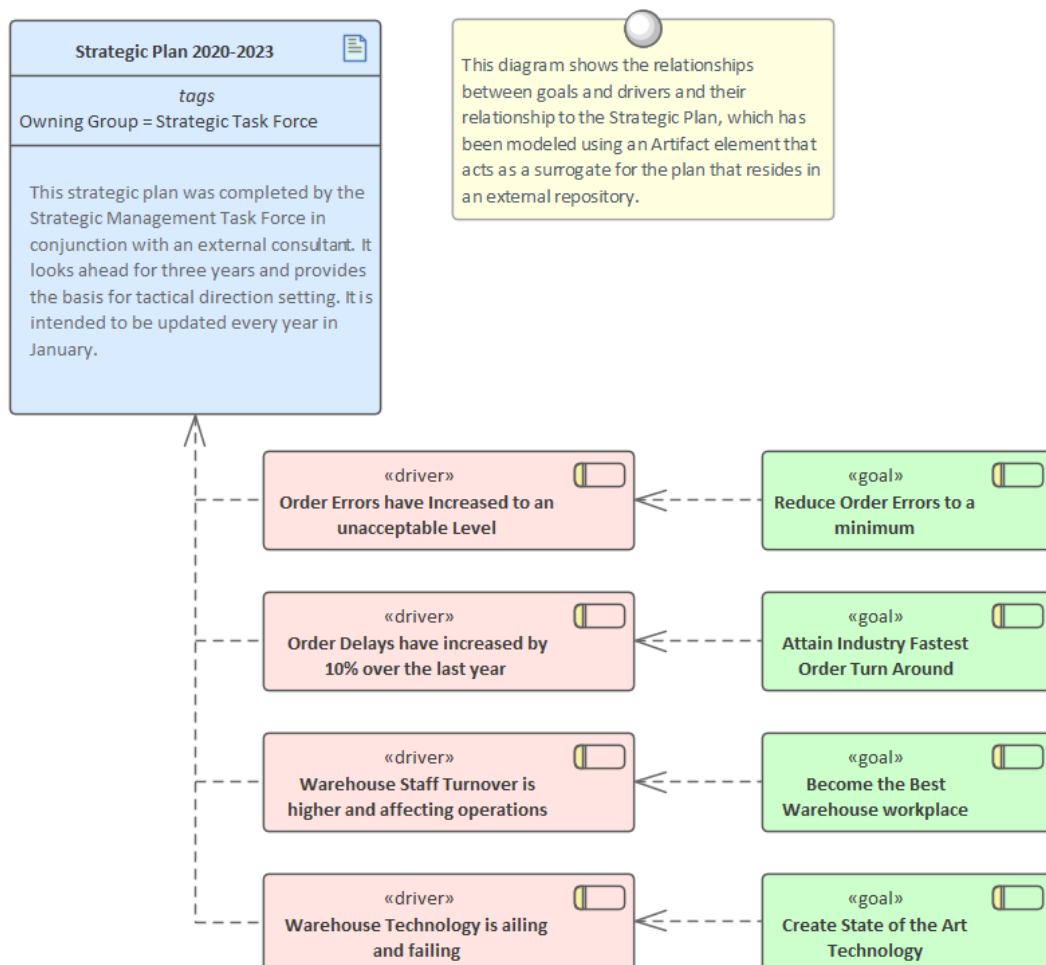 Strategic Plan 2020-2023
tags
Owning Group = Strategic Task Force
This strategic plan was completed by the
Strategic Management Task Force in
conjunction with an external consultant. It
looks ahead for three years and provides
the basis for tactical direction setting. It is
intended to be updated every year in
January.
This diagram shows the relationships
between goals and drivers and their
relationship to the Strategic Plan, which has
been modeled using an Artifact element that
acts as a surrogate for the plan that resides in
an external repository.
«driver»
Order Errors have Increased to an
unacceptable Level
«goal»
Reduce Order Errors to a
minimum
«driver»
Order Delays have increased by
10% over the last year
«goal»
Attain Industry Fastest
Order Turn Around
«driver»
Warehouse Staff Turnover is
higher and affecting operations
«goal»
Become the Best
Warehouse workplace
«driver»
Warehouse Technology is ailing
and failing
«goal»
Create State of the Art
Technology